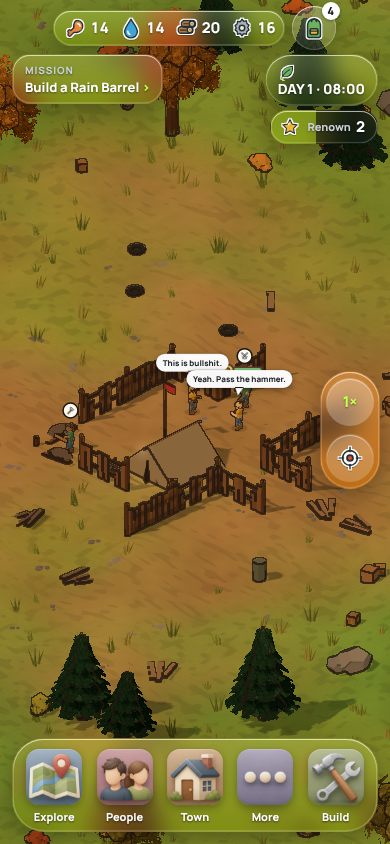 14
14
20
16
4
MISSION
Build a Rain Barrel ›
DAY 1 · 08:00
Renown 2
This is bullshit.
Yeah. Pass the hammer.
1×
Explore
People
Town
More
Build